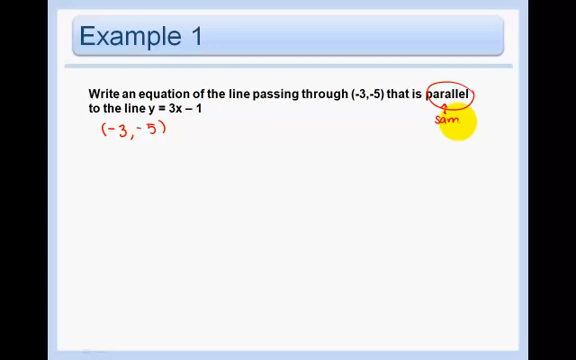 Example 1
Write an equation of the line passing through (-3,-5) that is parallel
to the line y = 3x – 1
(-3, -5)
sam